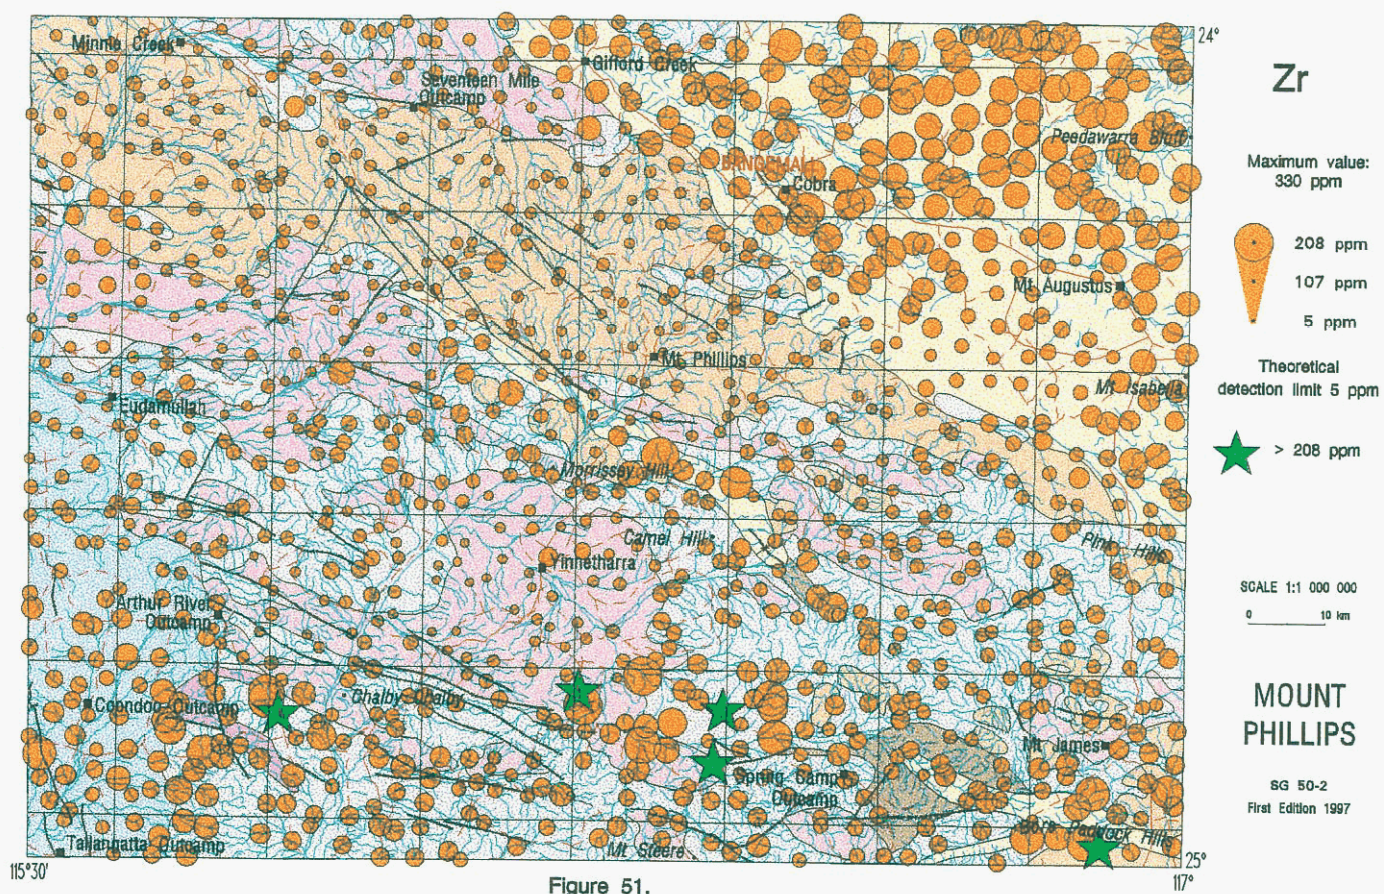 24°
Minnie Creek
Gifford Creek
Seventeen Mile
Outcamp
Peedawarra Bluff
BANGEMALL
Cobra
Mt Augustus
Mt Phillips
Mt Isabella
Eudamullah
Morrissey Hill
Camel Hill
Pink Hills
Yinnetharra
Arthur River
Outcamp
Chalby Chalby
Coondoo Outcamp
Mt James
Spring Camp
Outcamp
Paddock Hills
Tallangatta Outcamp
Mt Steere
115°30'
25°
117°
Zr
Maximum value:
330 ppm
208 ppm
107 ppm
5 ppm
Theoretical
detection limit 5 ppm
> 208 ppm
SCALE 1:1 000 000
0 10 km
MOUNT
PHILLIPS
SG 50-2
First Edition 1997
Figure 51.